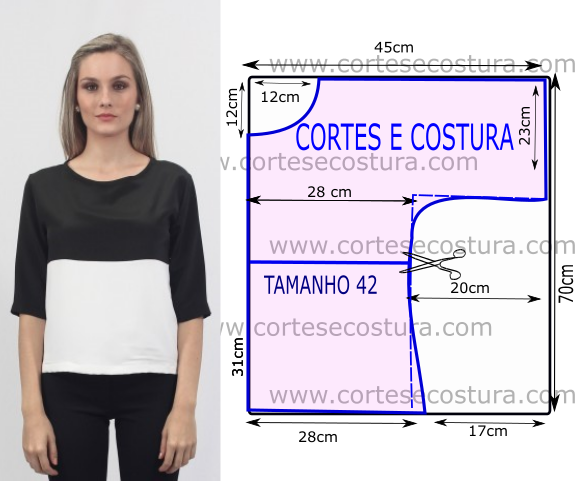 45cm
www.cortesecostura.com
12cm
12cm
23cm
CORTES E COSTURA
www.cortesecostura.com
28 cm
www.cortesecostura.com
TAMANHO 42
20cm
70cm
www.cortesecostura.com
31cm
www.cortesecostura.com
28cm
17cm